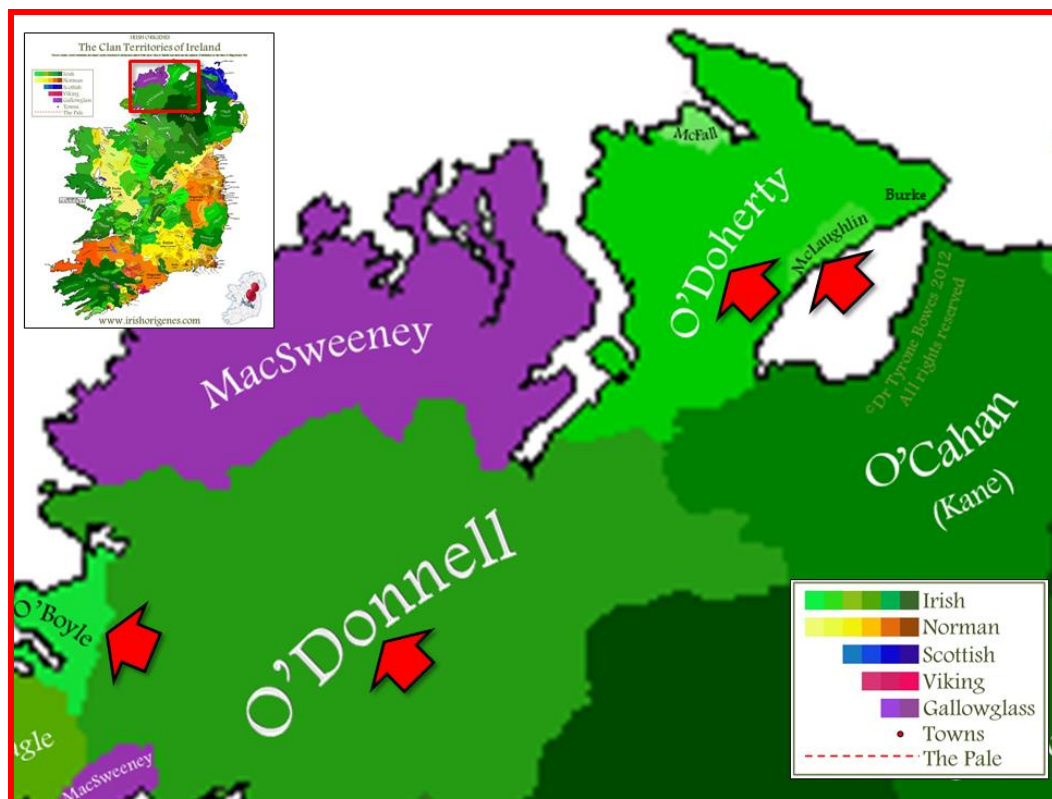 IRISH ORIGENES
The Clan Territories of Ireland
Irish
Norman
Scottish
Viking
Gallowglass
Towns
The Pale
www.irishorigenes.com
McFall
O'Doherty
Burke
McLaughlin
MacSweeney
©Dr Tyrone Bowes 2012
All rights reserved
O'Cahan
(Kane)
O'Donnell
O'Boyle
agle
MacSweeney
Irish
Norman
Scottish
Viking
Gallowglass
Towns
The Pale